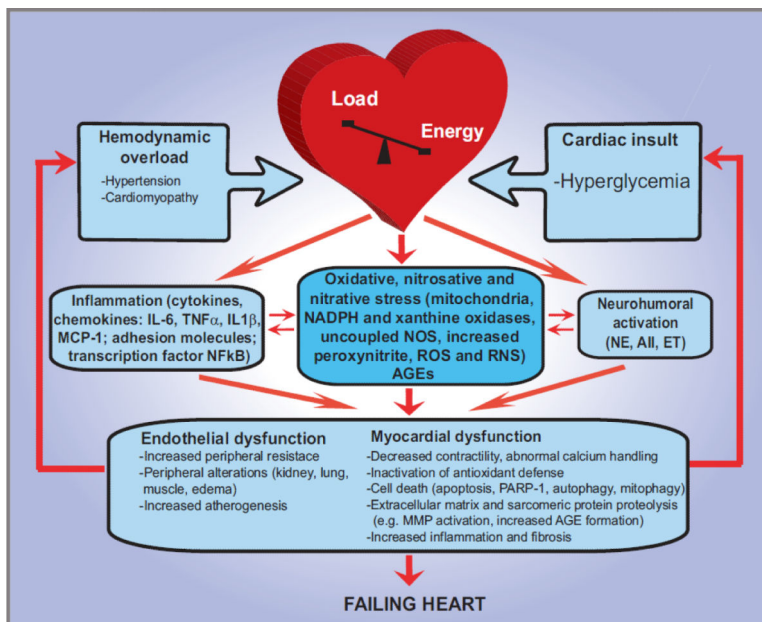 Load
Energy
Hemodynamic
overload
-Hypertension
-Cardiomyopathy
Cardiac insult
-Hyperglycemia
Inflammation (cytokines,
chemokines: IL-6, TNFα, IL1β,
MCP-1; adhesion molecules;
transcription factor NFkB)
Oxidative, nitrosative and
nitrative stress (mitochondria,
NADPH and xanthine oxidases,
uncoupled NOS, increased
peroxynitrite, ROS and RNS)
AGEs
Neurohumoral
activation
(NE, AII, ET)
Endothelial dysfunction
-Increased peripheral resistace
-Peripheral alterations (kidney, lung,
muscle, edema)
-Increased atherogenesis
Myocardial dysfunction
-Decreased contractility, abnormal calcium handling
-Inactivation of antioxidant defense
-Cell death (apoptosis, PARP-1, autophagy, mitophagy)
-Extracellular matrix and sarcomeric protein proteolysis
(e.g. MMP activation, increased AGE formation)
-Increased inflammation and fibrosis
FAILING HEART